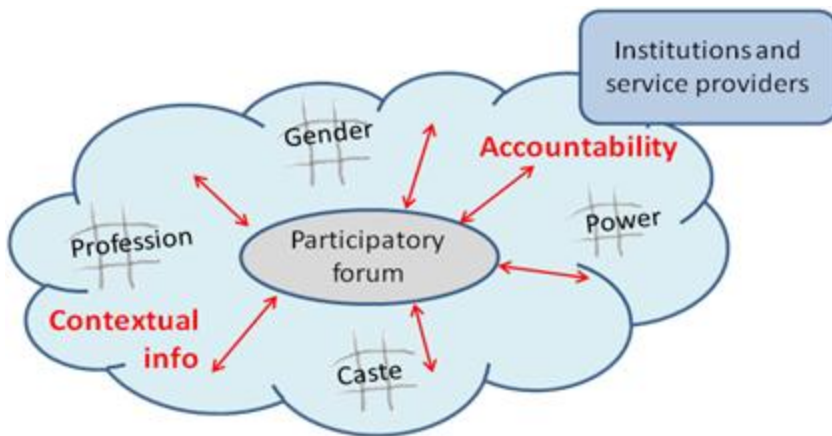 Institutions and
service providers
Gender
Accountability
Profession
Power
Participatory
forum
Contextual
info
Caste